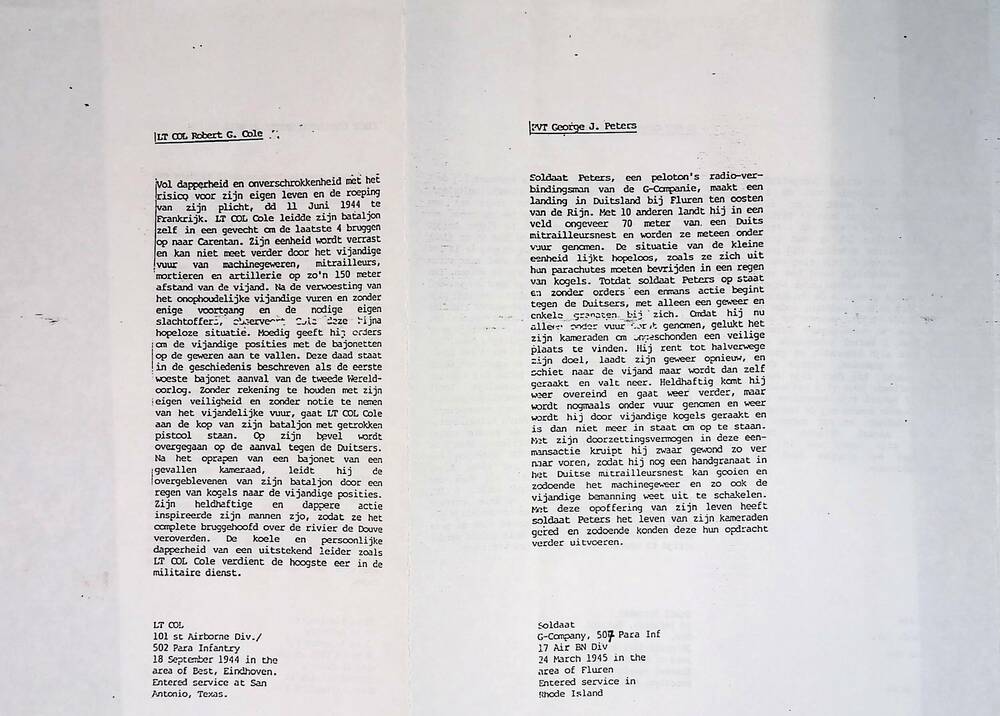 LT COL Robert G. Cole
Vol dapperheid en onverschrokkenheid met het
risico voor zijn eigen leven en de roeping
van zijn plicht, dd 11 Juni 1944 te
Frankrijk. LT COL Cole leidde zijn bataljon
zelf in een gevecht om de laatste 4 bruggen
op naar Carentan. Zijn eenheid wordt verrast
en kan niet meet verder door het vijandige
vuur van machinegeweren, mitrailleurs,
mortieren en artillerie op zo'n 150 meter
afstand van de vijand. Na de verwoesting van
het onophoudelijke vijandige vuren en zonder
enige voortgang en de nodige eigen
slachtoffers, deze bijna
hopeloze situatie. Moedig geeft hij orders
om de vijandige posities met de bajonetten
op de geweren aan te vallen. Deze daad staat
in de geschiedenis beschreven als de eerste
woeste bajonet aanval van de tweede Wereld-
oorlog. Zonder rekening te houden met zijn
eigen veiligheid en zonder notie te nemen
van het vijandelijke vuur, gaat LT COL Cole
aan de kop van zijn bataljon met getrokken
pistool staan. Op zijn bevel wordt
overgegaan op de aanval tegen de Duitsers.
Na het oprapen van een bajonet van een
gevallen kameraad, leidt hij de
overgeblevenen van zijn bataljon door een
regen van kogels naar de vijandige posities.
Zijn heldhaftige en dappere actie
inspireerde zijn mannen zjo, zodat ze het
complete bruggehoofd over de rivier de Douve
veroverden. De koele en persoonlijke
dapperheid van een uitstekend leider zoals
LT COL Cole verdient de hoogste eer in de
militaire dienst.
LT COL
101 st Airborne Div./
502 Para Infantry
18 September 1944 in the
area of Best, Eindhoven.
Entered service at San
Antonio, Texas.
PVT George J. Peters
Soldaat Peters, een peloton's radio-ver-
bindingsman van de G-Companie, maakt een
landing in Duitsland bij Fluren ten oosten
van de Rijn. Met 10 anderen landt hij in een
veld ongeveer 70 meter van een Duits
mitrailleursnest en worden ze meteen onder
vuur genomen. De situatie van de kleine
eenheid lijkt hopeloos, zoals ze zich uit
hun parachutes moeten bevrijden in een regen
van kogels. Totdat soldaat Peters op staat
en zonder orders een enmans actie begint
tegen de Duitsers, met alleen een geweer en
enkele granaten bij zich. Omdat hij nu
alleen onder vuur wordt genomen, gelukt het
zijn kameraden om ongeschonden een veilige
plaats te vinden. Hij rent tot halverwege
zijn doel, laadt zijn geweer opnieuw, en
schiet naar de vijand maar wordt dan zelf
geraakt en valt neer. Heldhaftig komt hij
weer overeind en gaat weer verder, maar
wordt nogmaals onder vuur genomen en weer
wordt hij door vijandige kogels geraakt en
is dan niet meer in staat om op te staan.
Met zijn doorzettingsvermogen in deze een-
mansactie kruipt hij zwaar gewond zo ver
naar voren, zodat hij nog een handgranaat in
het Duitse mitrailleursnest kan gooien en
zodoende het machinegeweer en zo ook de
vijandige bemanning weet uit te schakelen.
Met deze opoffering van zijn leven heeft
soldaat Peters het leven van zijn kameraden
gered en zodoende konden deze hun opdracht
verder uitvoeren.
Soldaat
G-Company, 507 Para Inf
17 Air BN Div
24 March 1945 in the
area of Fluren
Entered service in
Rhode Island